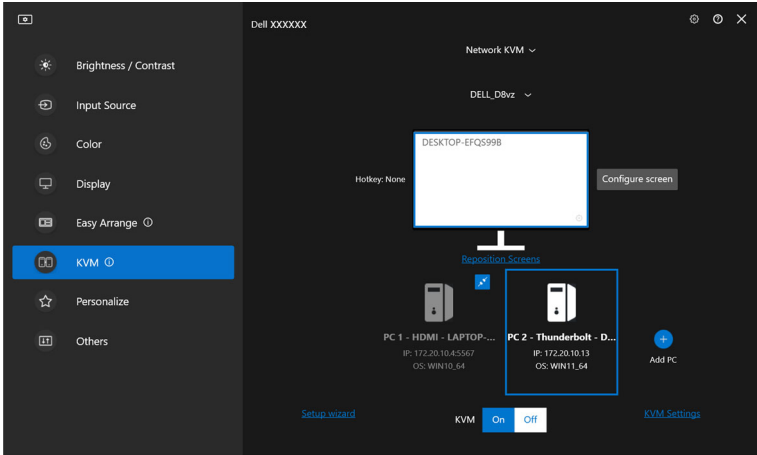 Dell XXXXXX
Brightness / Contrast
Input Source
Color
Display
Easy Arrange
KVM
Personalize
Others
Network KVM
DELL_D8vz
DESKTOP-EFQS99B
Hotkey: None
Configure screen
Reposition Screens
PC 1 - HDMI - LAPTOP-...
IP: 172.20.10.4:5567
OS: WIN10_64
PC 2 - Thunderbolt - D...
IP: 172.20.10.13
OS: WIN11_64
Add PC
Setup wizard
KVM On Off
KVM Settings